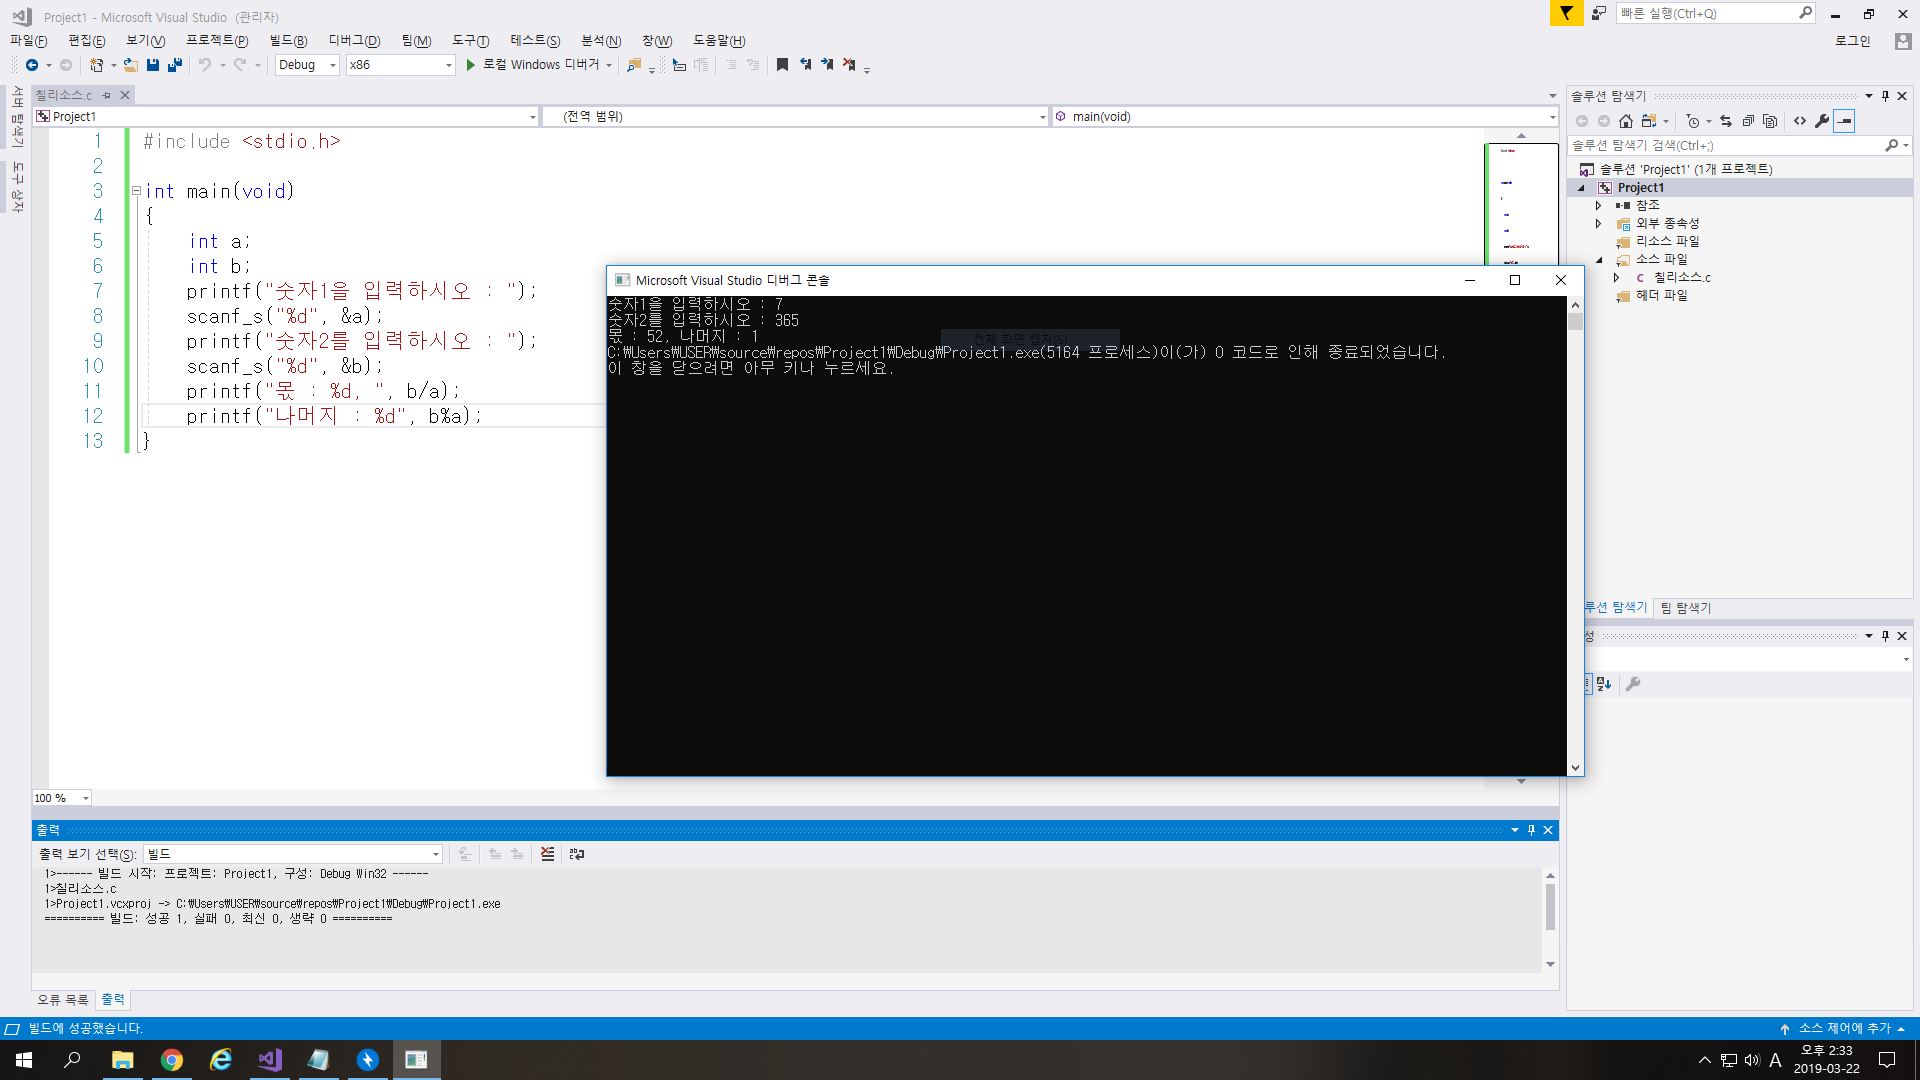 Project1 - Microsoft Visual Studio (관리자)
빠른 실행(Ctrl+Q)
파일(F) 편집(E) 보기(V) 프로젝트(P) 빌드(B) 디버그(D) 팀(M) 도구(T) 테스트(S) 분석(N) 창(W) 도움말(H)
로그인
Debug x86 로컬 Windows 디버거
서버 탐색기
도구 상자
칠리소스.c
Project1 (전역 범위) main(void)
1 #include <stdio.h>
2
3 int main(void)
4 {
5 int a;
6 int b;
7 printf("숫자1을 입력하시오 : ");
8 scanf_s("%d", &a);
9 printf("숫자2를 입력하시오 : ");
10 scanf_s("%d", &b);
11 printf("몫 : %d, ", b/a);
12 printf("나머지 : %d", b%a);
13 }
100 %
Microsoft Visual Studio 디버그 콘솔
숫자1을 입력하시오 : 7
숫자2를 입력하시오 : 365
몫 : 52, 나머지 : 1
전체 화면 캡처(S)
C:₩Users₩USER₩source₩repos₩Project1₩Debug₩Project1.exe(5164 프로세스)이(가) 0 코드로 인해 종료되었습니다.
이 창을 닫으려면 아무 키나 누르세요.
솔루션 탐색기
솔루션 탐색기 검색(Ctrl+;)
솔루션 'Project1' (1개 프로젝트)
Project1
참조
외부 종속성
리소스 파일
소스 파일
칠리소스.c
헤더 파일
루션 탐색기 팀 탐색기
성
출력
출력 보기 선택(S): 빌드
1>------ 빌드 시작: 프로젝트: Project1, 구성: Debug Win32 ------
1>칠리소스.c
1>Project1.vcxproj -> C:₩Users₩USER₩source₩repos₩Project1₩Debug₩Project1.exe
========== 빌드: 성공 1, 실패 0, 최신 0, 생략 0 ==========
오류 목록 출력
빌드에 성공했습니다.
소스 제어에 추가
A
오후 2:33
2019-03-22